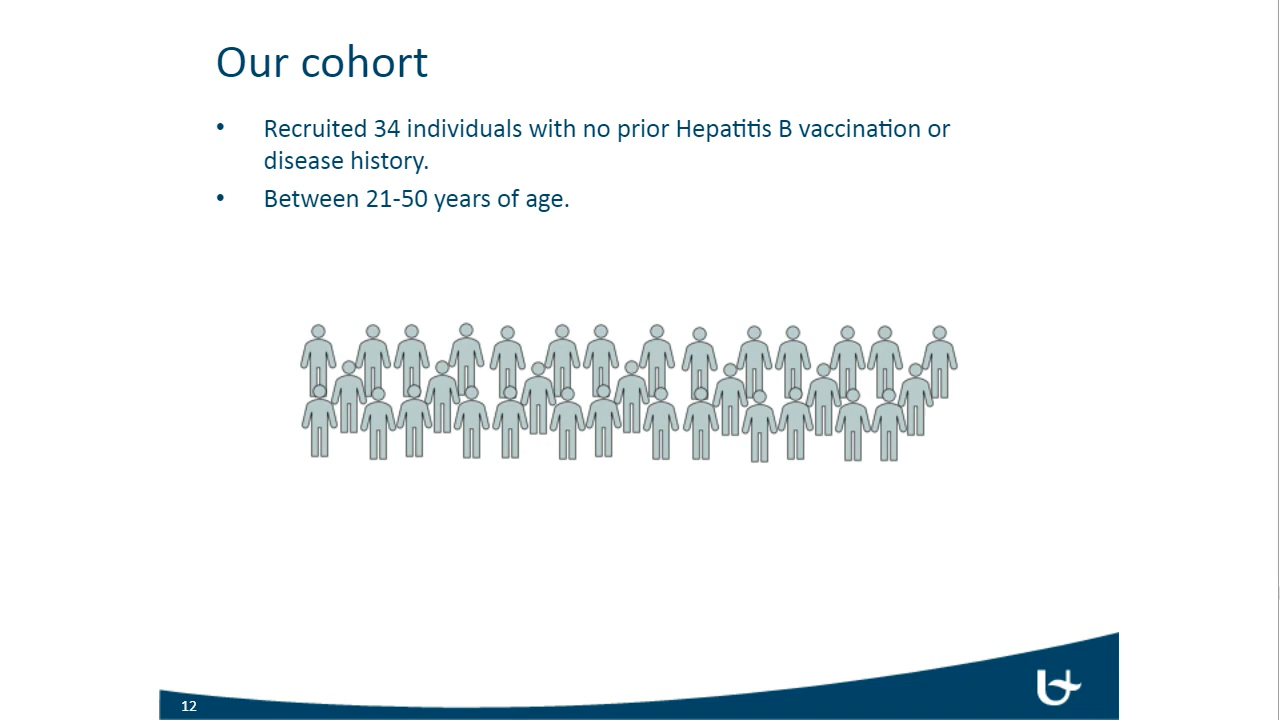 Our cohort
• Recruited 34 individuals with no prior Hepatitis B vaccination or
disease history.
• Between 21-50 years of age.
12